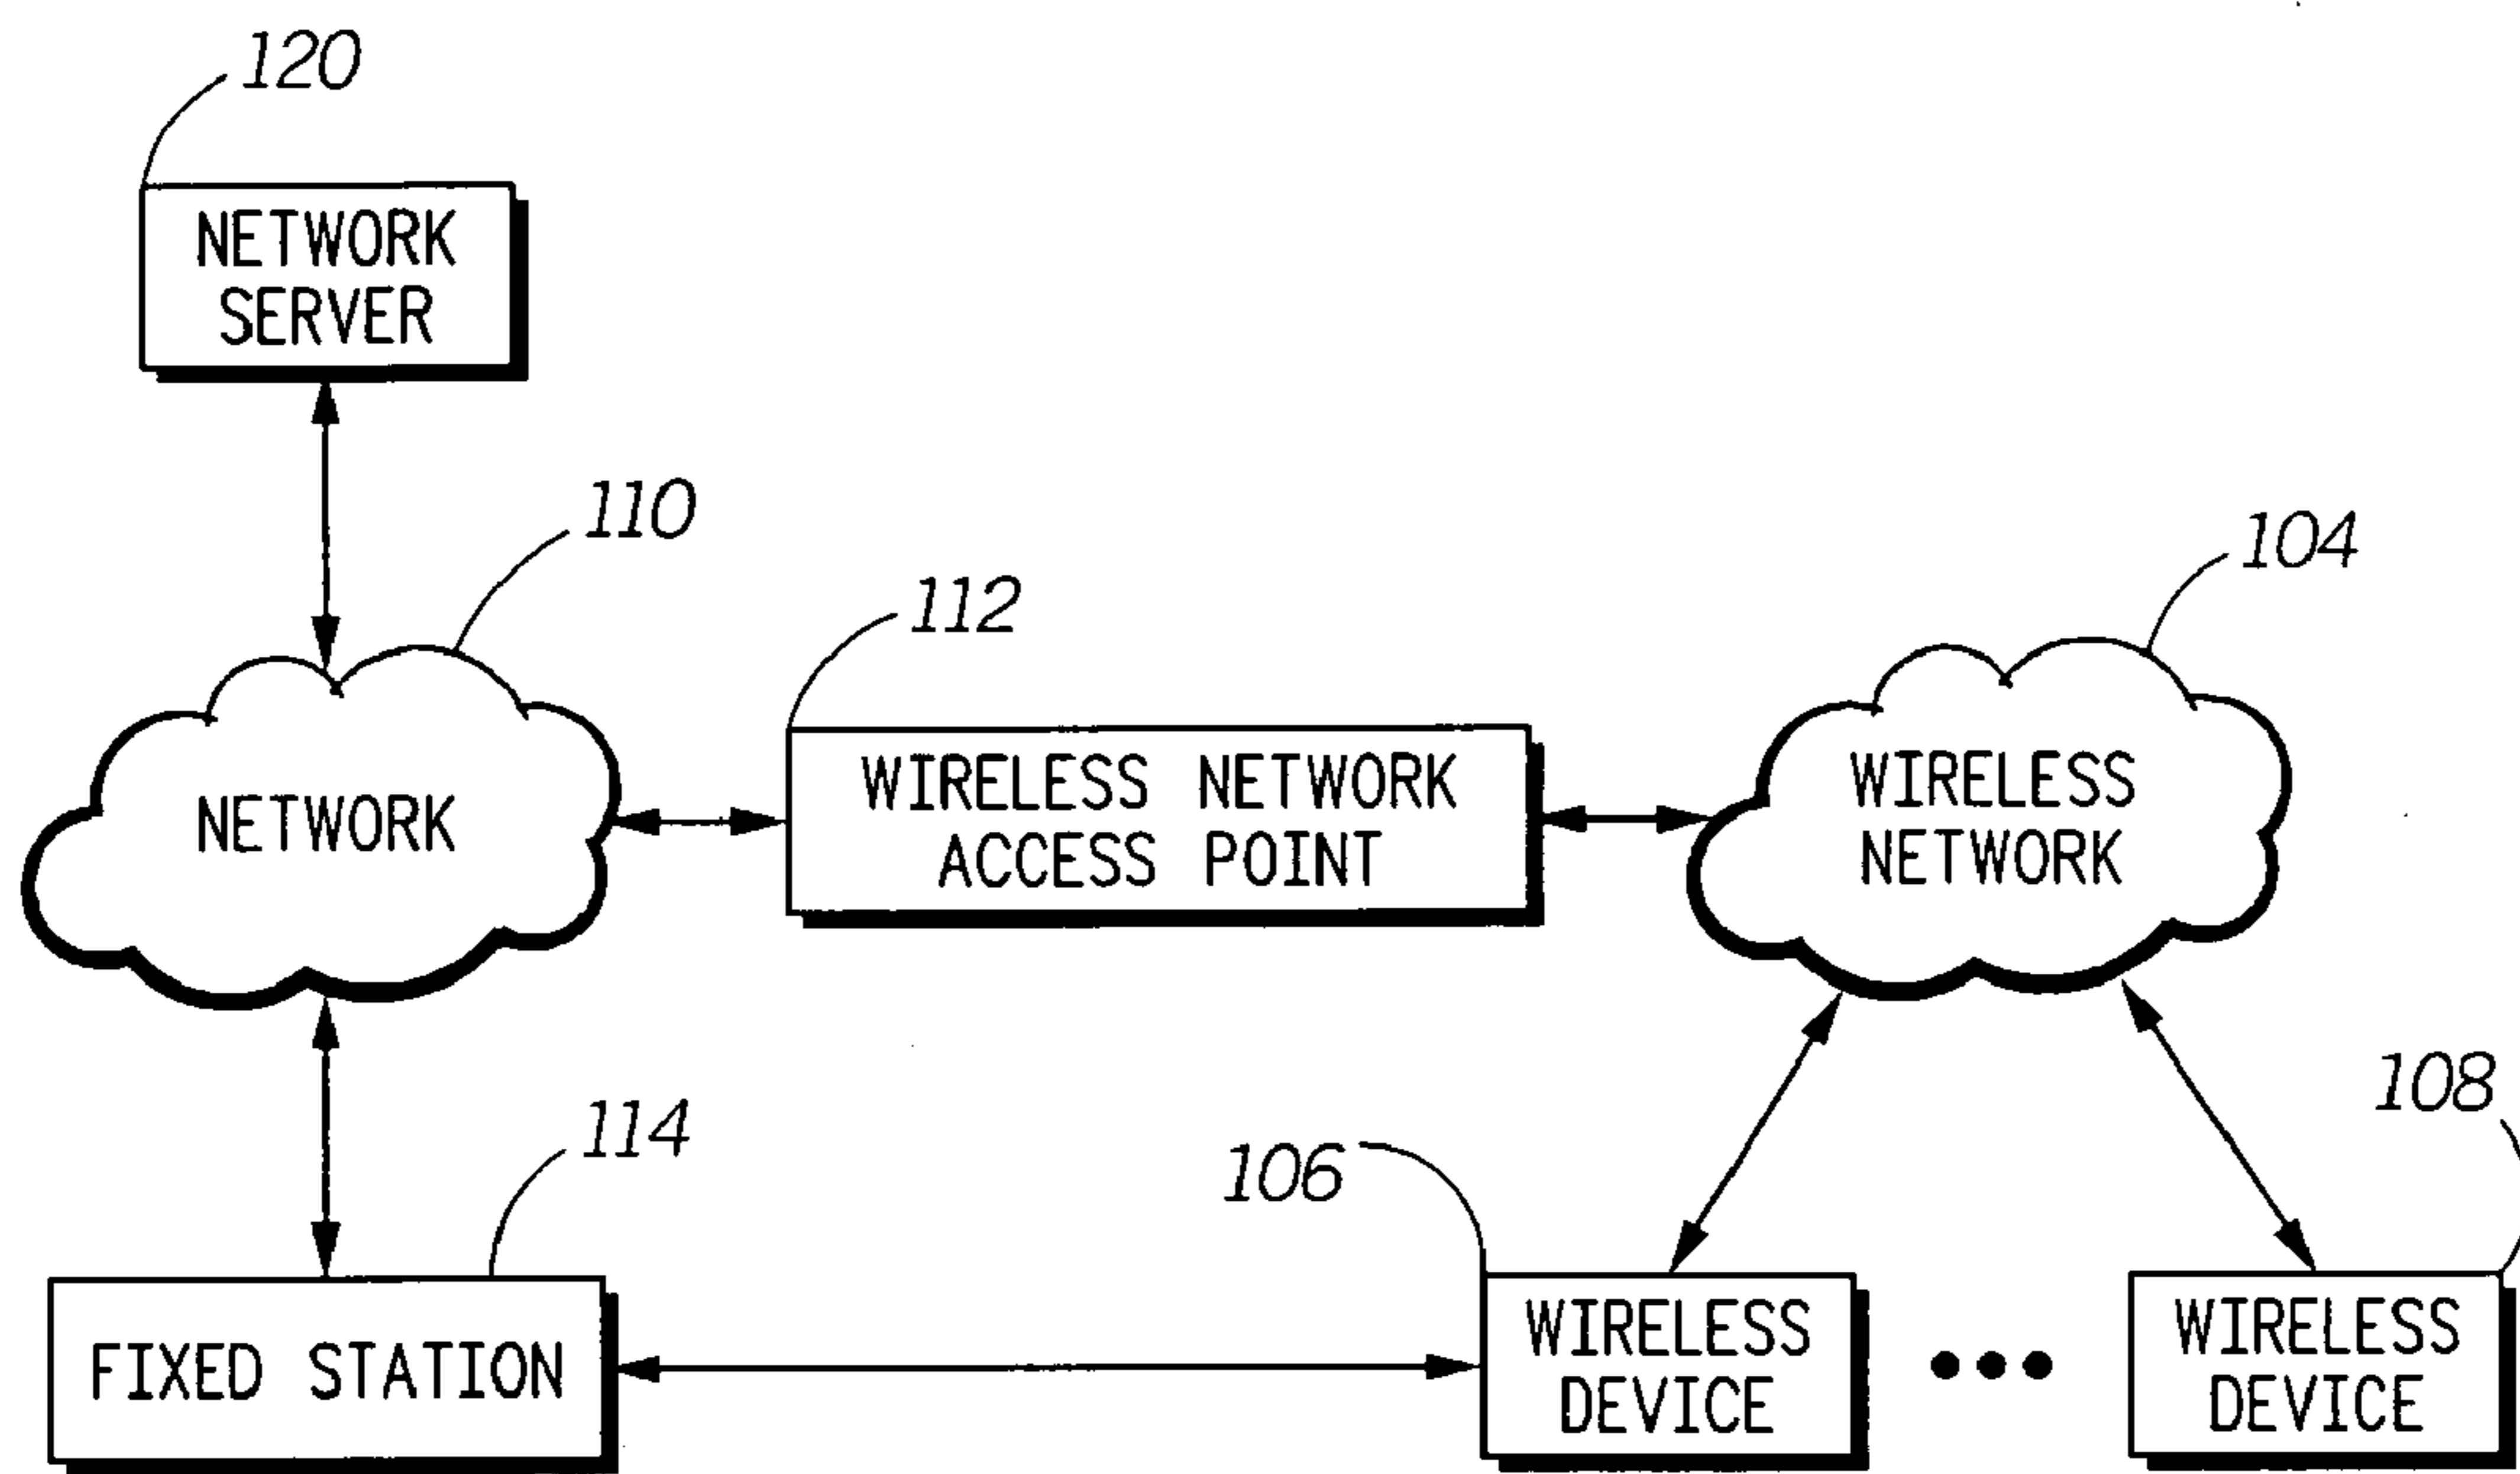 120
NETWORK
SERVER
110
112
104
NETWORK
WIRELESS NETWORK
ACCESS POINT
WIRELESS
NETWORK
114
106
108
FIXED STATION
WIRELESS
DEVICE
WIRELESS
DEVICE